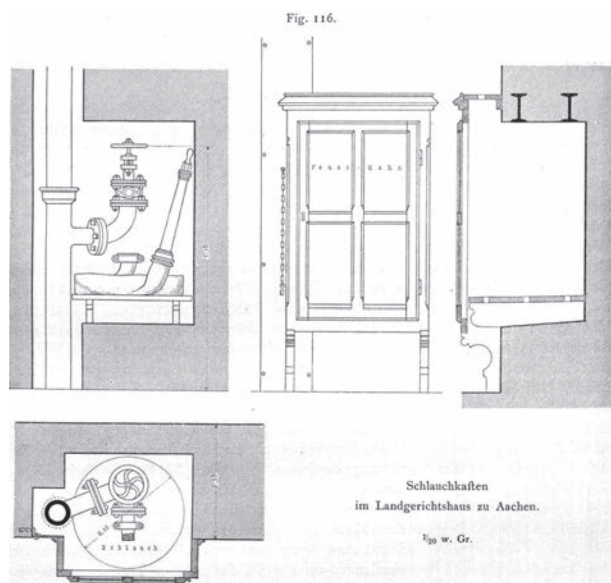 Fig. 116.
Feuer-Hahn
Schlauch
Schlauchkaften
im Landgerichtshaus zu Aachen.
1/20 w. Gr.